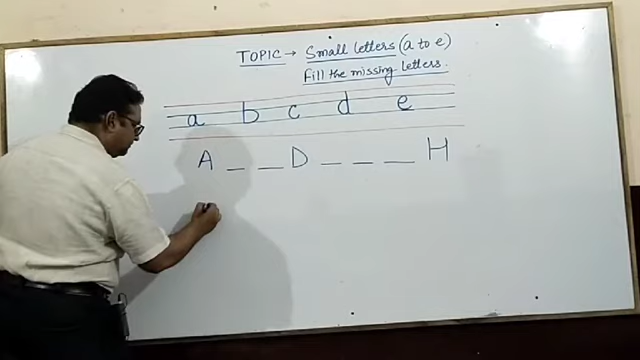 TOPIC → Small letters (a to e)
Fill the missing letters.
a b c d e
A _ _ D _ _ _ H